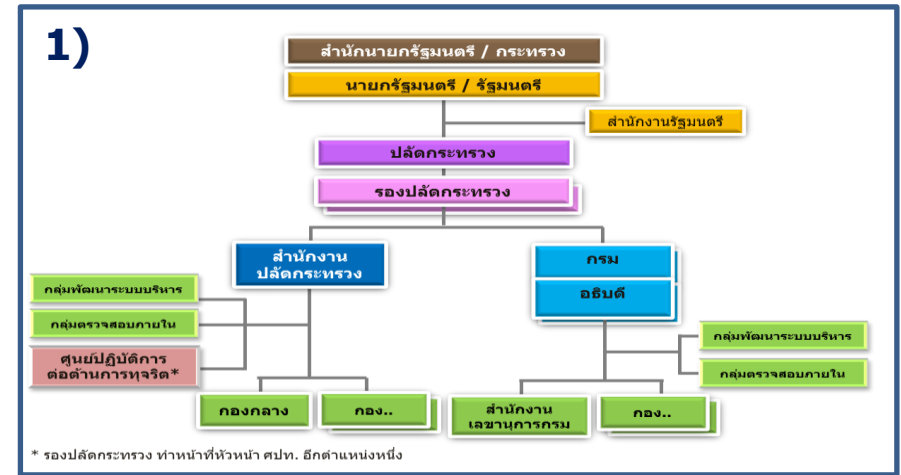 1)
สำนักนายกรัฐมนตรี / กระทรวง
นายกรัฐมนตรี / รัฐมนตรี
สำนักงานรัฐมนตรี
ปลัดกระทรวง
รองปลัดกระทรวง
สำนักงาน
ปลัดกระทรวง
กรม
อธิบดี
กลุ่มพัฒนาระบบบริหาร
กลุ่มตรวจสอบภายใน
ศูนย์ปฏิบัติการ
ต่อต้านการทุจริต*
กลุ่มพัฒนาระบบบริหาร
กลุ่มตรวจสอบภายใน
กองกลาง
กอง..
สำนักงาน
เลขานุการกรม
กอง..
* รองปลัดกระทรวง ทำหน้าที่หัวหน้า ศปท. อีกตำแหน่งหนึ่ง